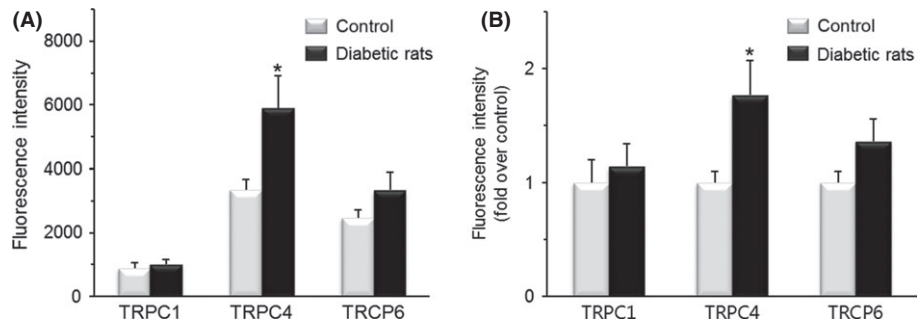 (A)
Control
Diabetic rats
Fluorescence intensity
8000
6000
4000
2000
0
*
TRPC1 TRPC4 TRCP6
(B)
Control
Diabetic rats
Fluorescence intensity
(fold over control)
2
1
0
*
TRPC1 TRPC4 TRCP6